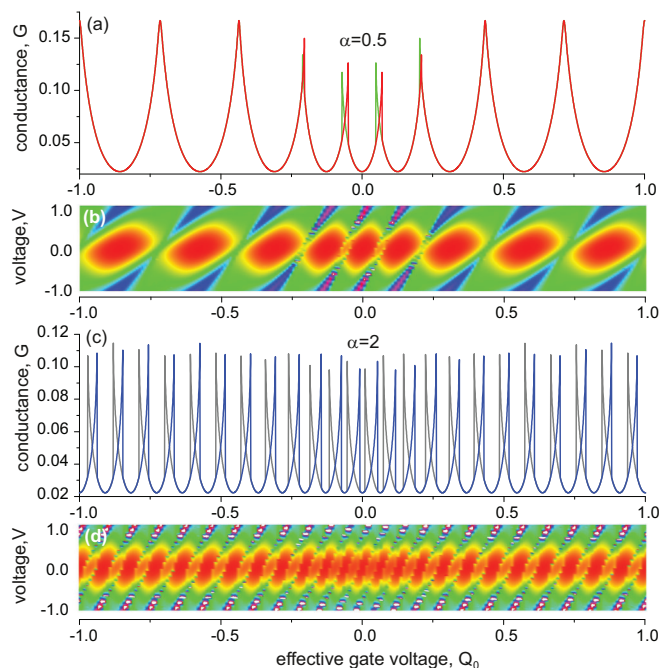 (a)
α=0.5
conductance, G
0.15
0.10
0.05
-1.0 -0.5 0.0 0.5 1.0
(b)
voltage,V
1.0
0.0
-1.0
-1.0 -0.5 0.0 0.5 1.0
(c)
α=2
conductance, G
0.12
0.10
0.08
0.06
0.04
0.02
-1.0 -0.5 0.0 0.5 1.0
(d)
voltage,V
1.0
0.0
-1.0
-1.0 -0.5 0.0 0.5 1.0
effective gate voltage, Q₀